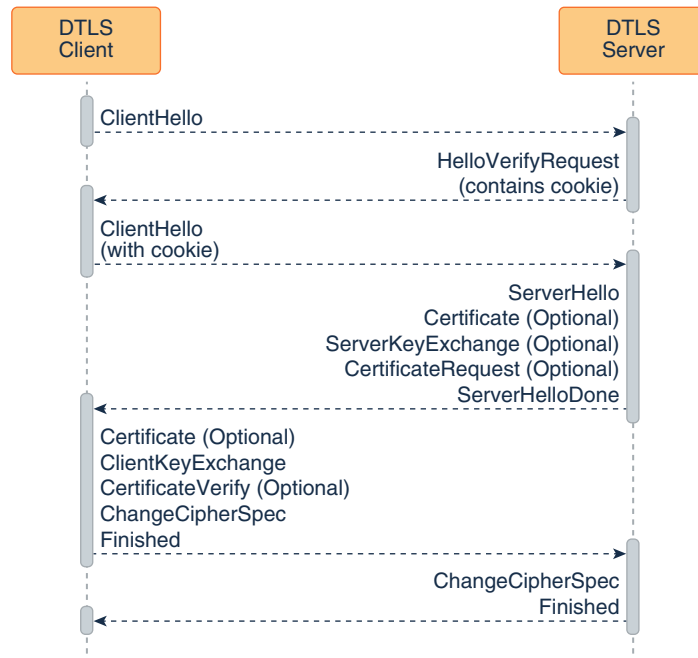 DTLS
Client
DTLS
Server
ClientHello
HelloVerifyRequest
(contains cookie)
ClientHello
(with cookie)
ServerHello
Certificate (Optional)
ServerKeyExchange (Optional)
CertificateRequest (Optional)
ServerHelloDone
Certificate (Optional)
ClientKeyExchange
CertificateVerify (Optional)
ChangeCipherSpec
Finished
ChangeCipherSpec
Finished